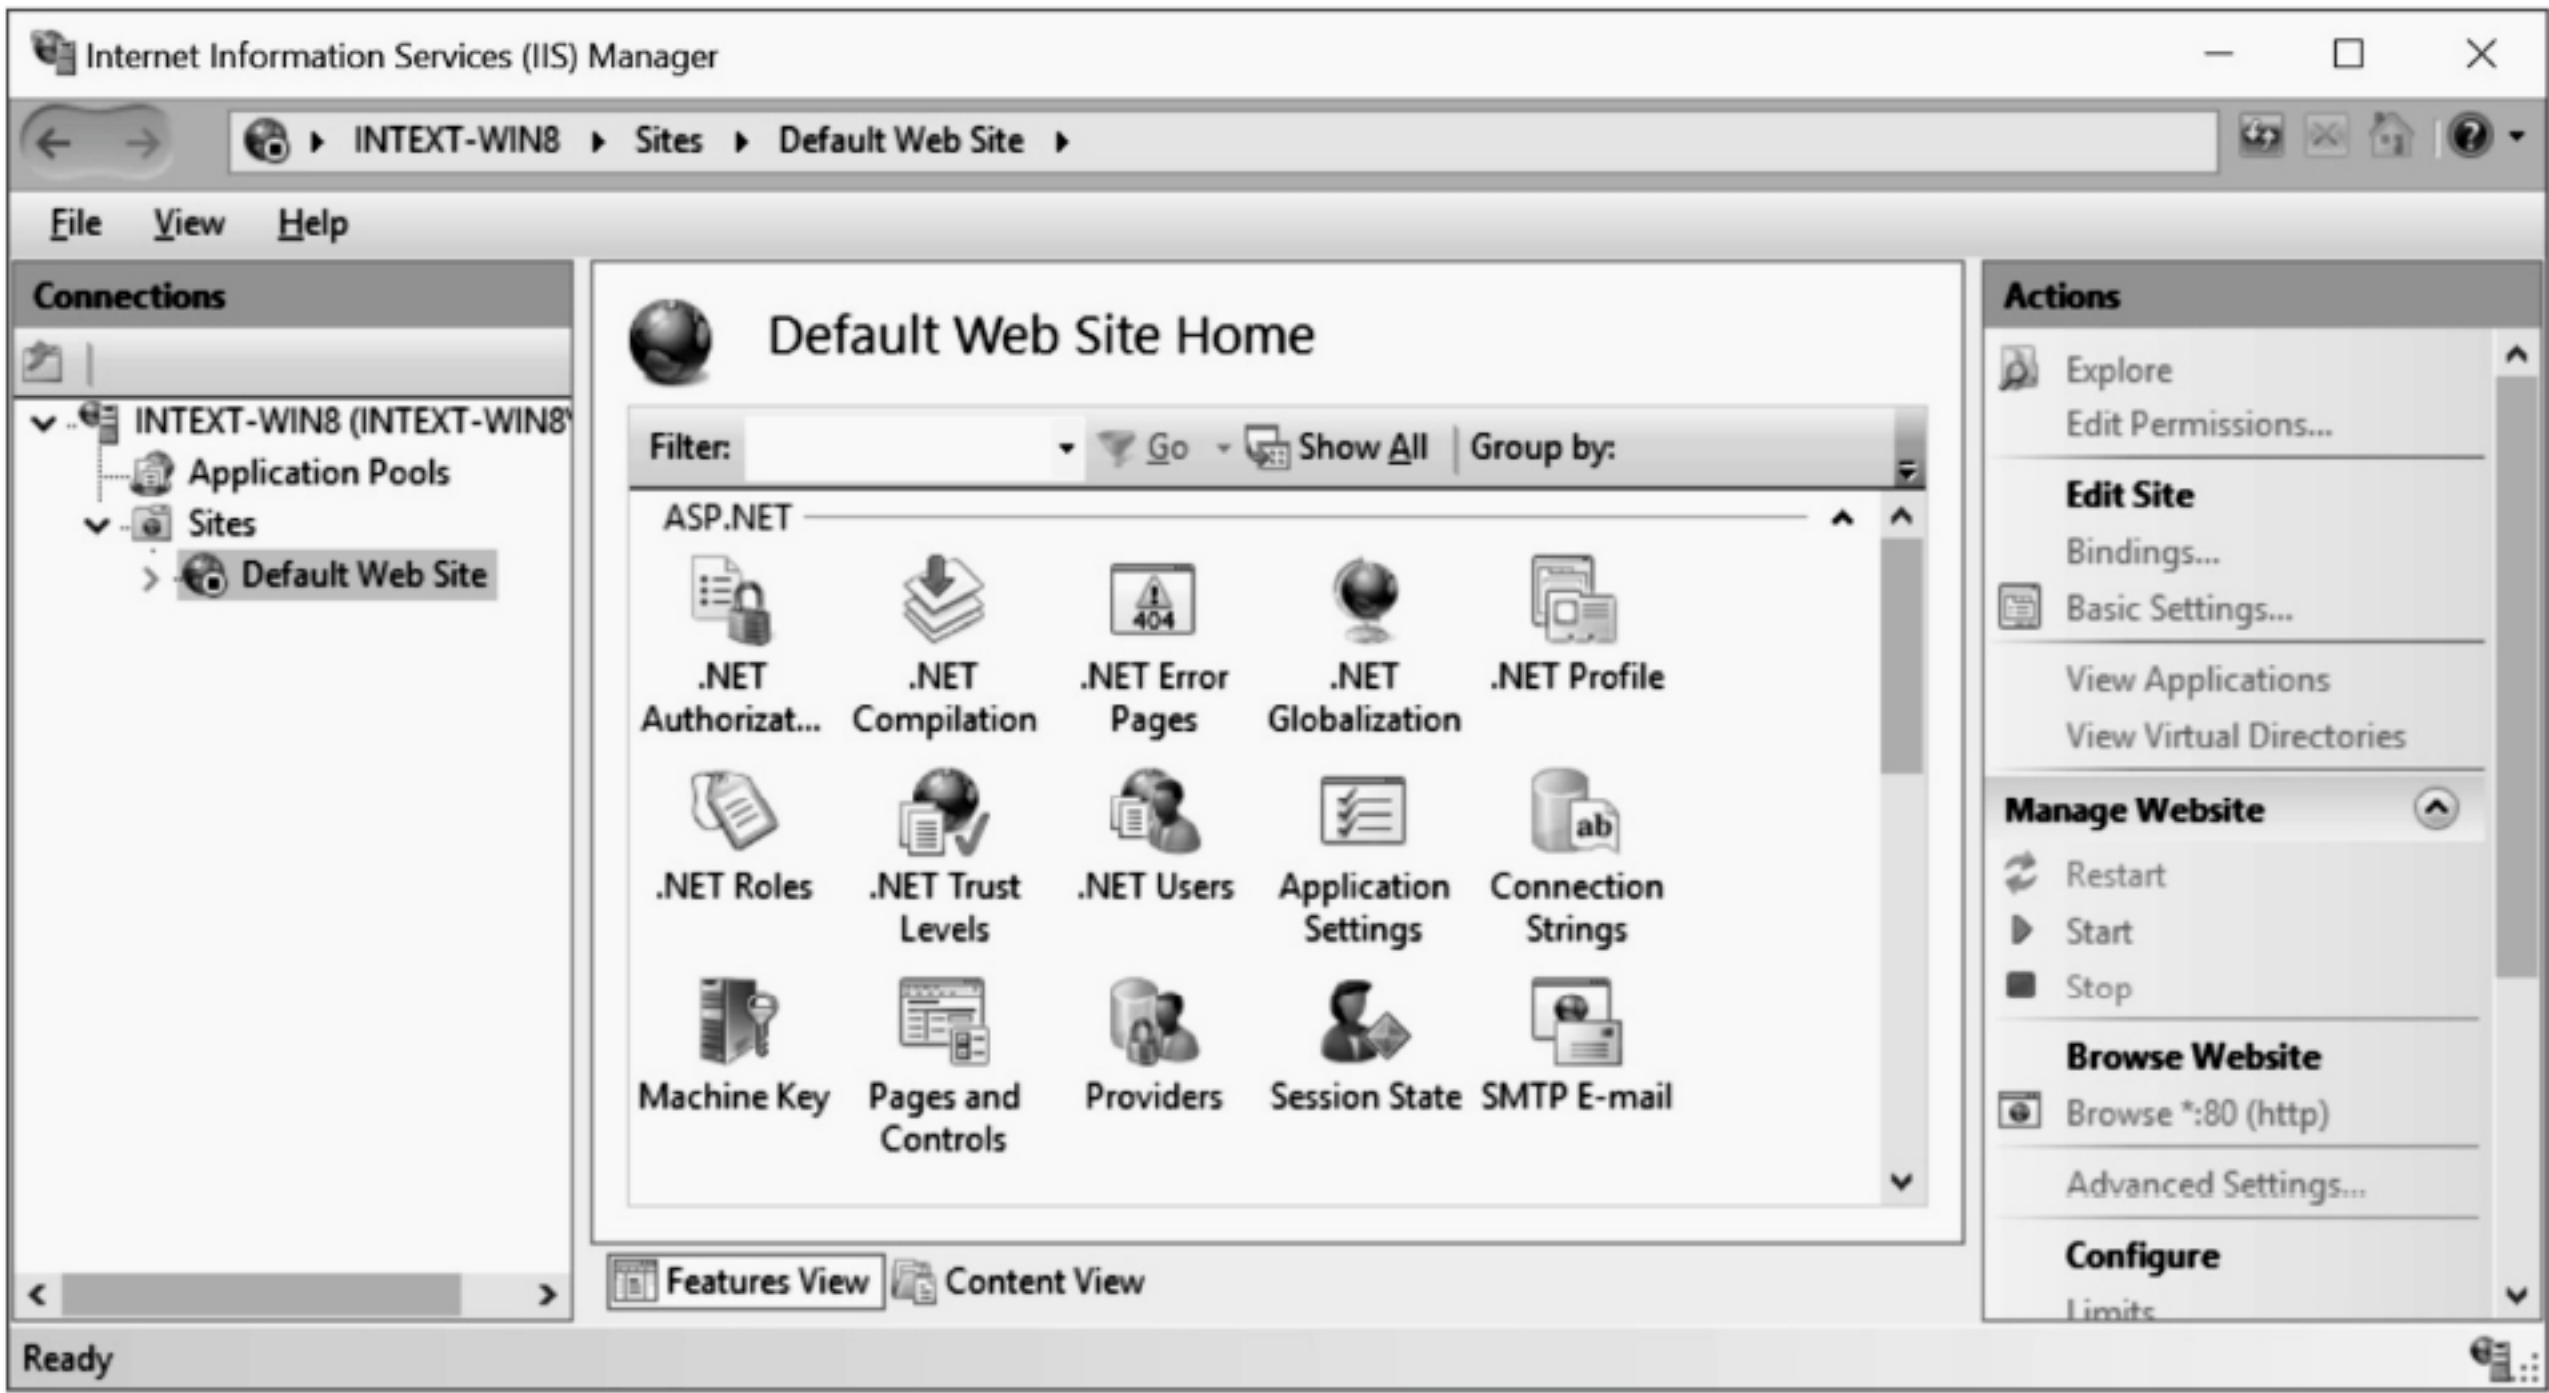 Internet Information Services (IIS) Manager
INTEXT-WIN8 Sites Default Web Site
File View Help
Connections
INTEXT-WIN8 (INTEXT-WIN8\
Application Pools
Sites
Default Web Site
Default Web Site Home
Filter: Go Show All Group by:
ASP.NET
404
.NET Authorizat...
.NET Compilation
.NET Error Pages
.NET Globalization
.NET Profile
ab
.NET Roles
.NET Trust Levels
.NET Users
Application Settings
Connection Strings
Machine Key
Pages and Controls
Providers
Session State
SMTP E-mail
Features View Content View
Actions
Explore
Edit Permissions...
Edit Site
Bindings...
Basic Settings...
View Applications
View Virtual Directories
Manage Website
Restart
Start
Stop
Browse Website
Browse *:80 (http)
Advanced Settings...
Configure
Limits
Ready